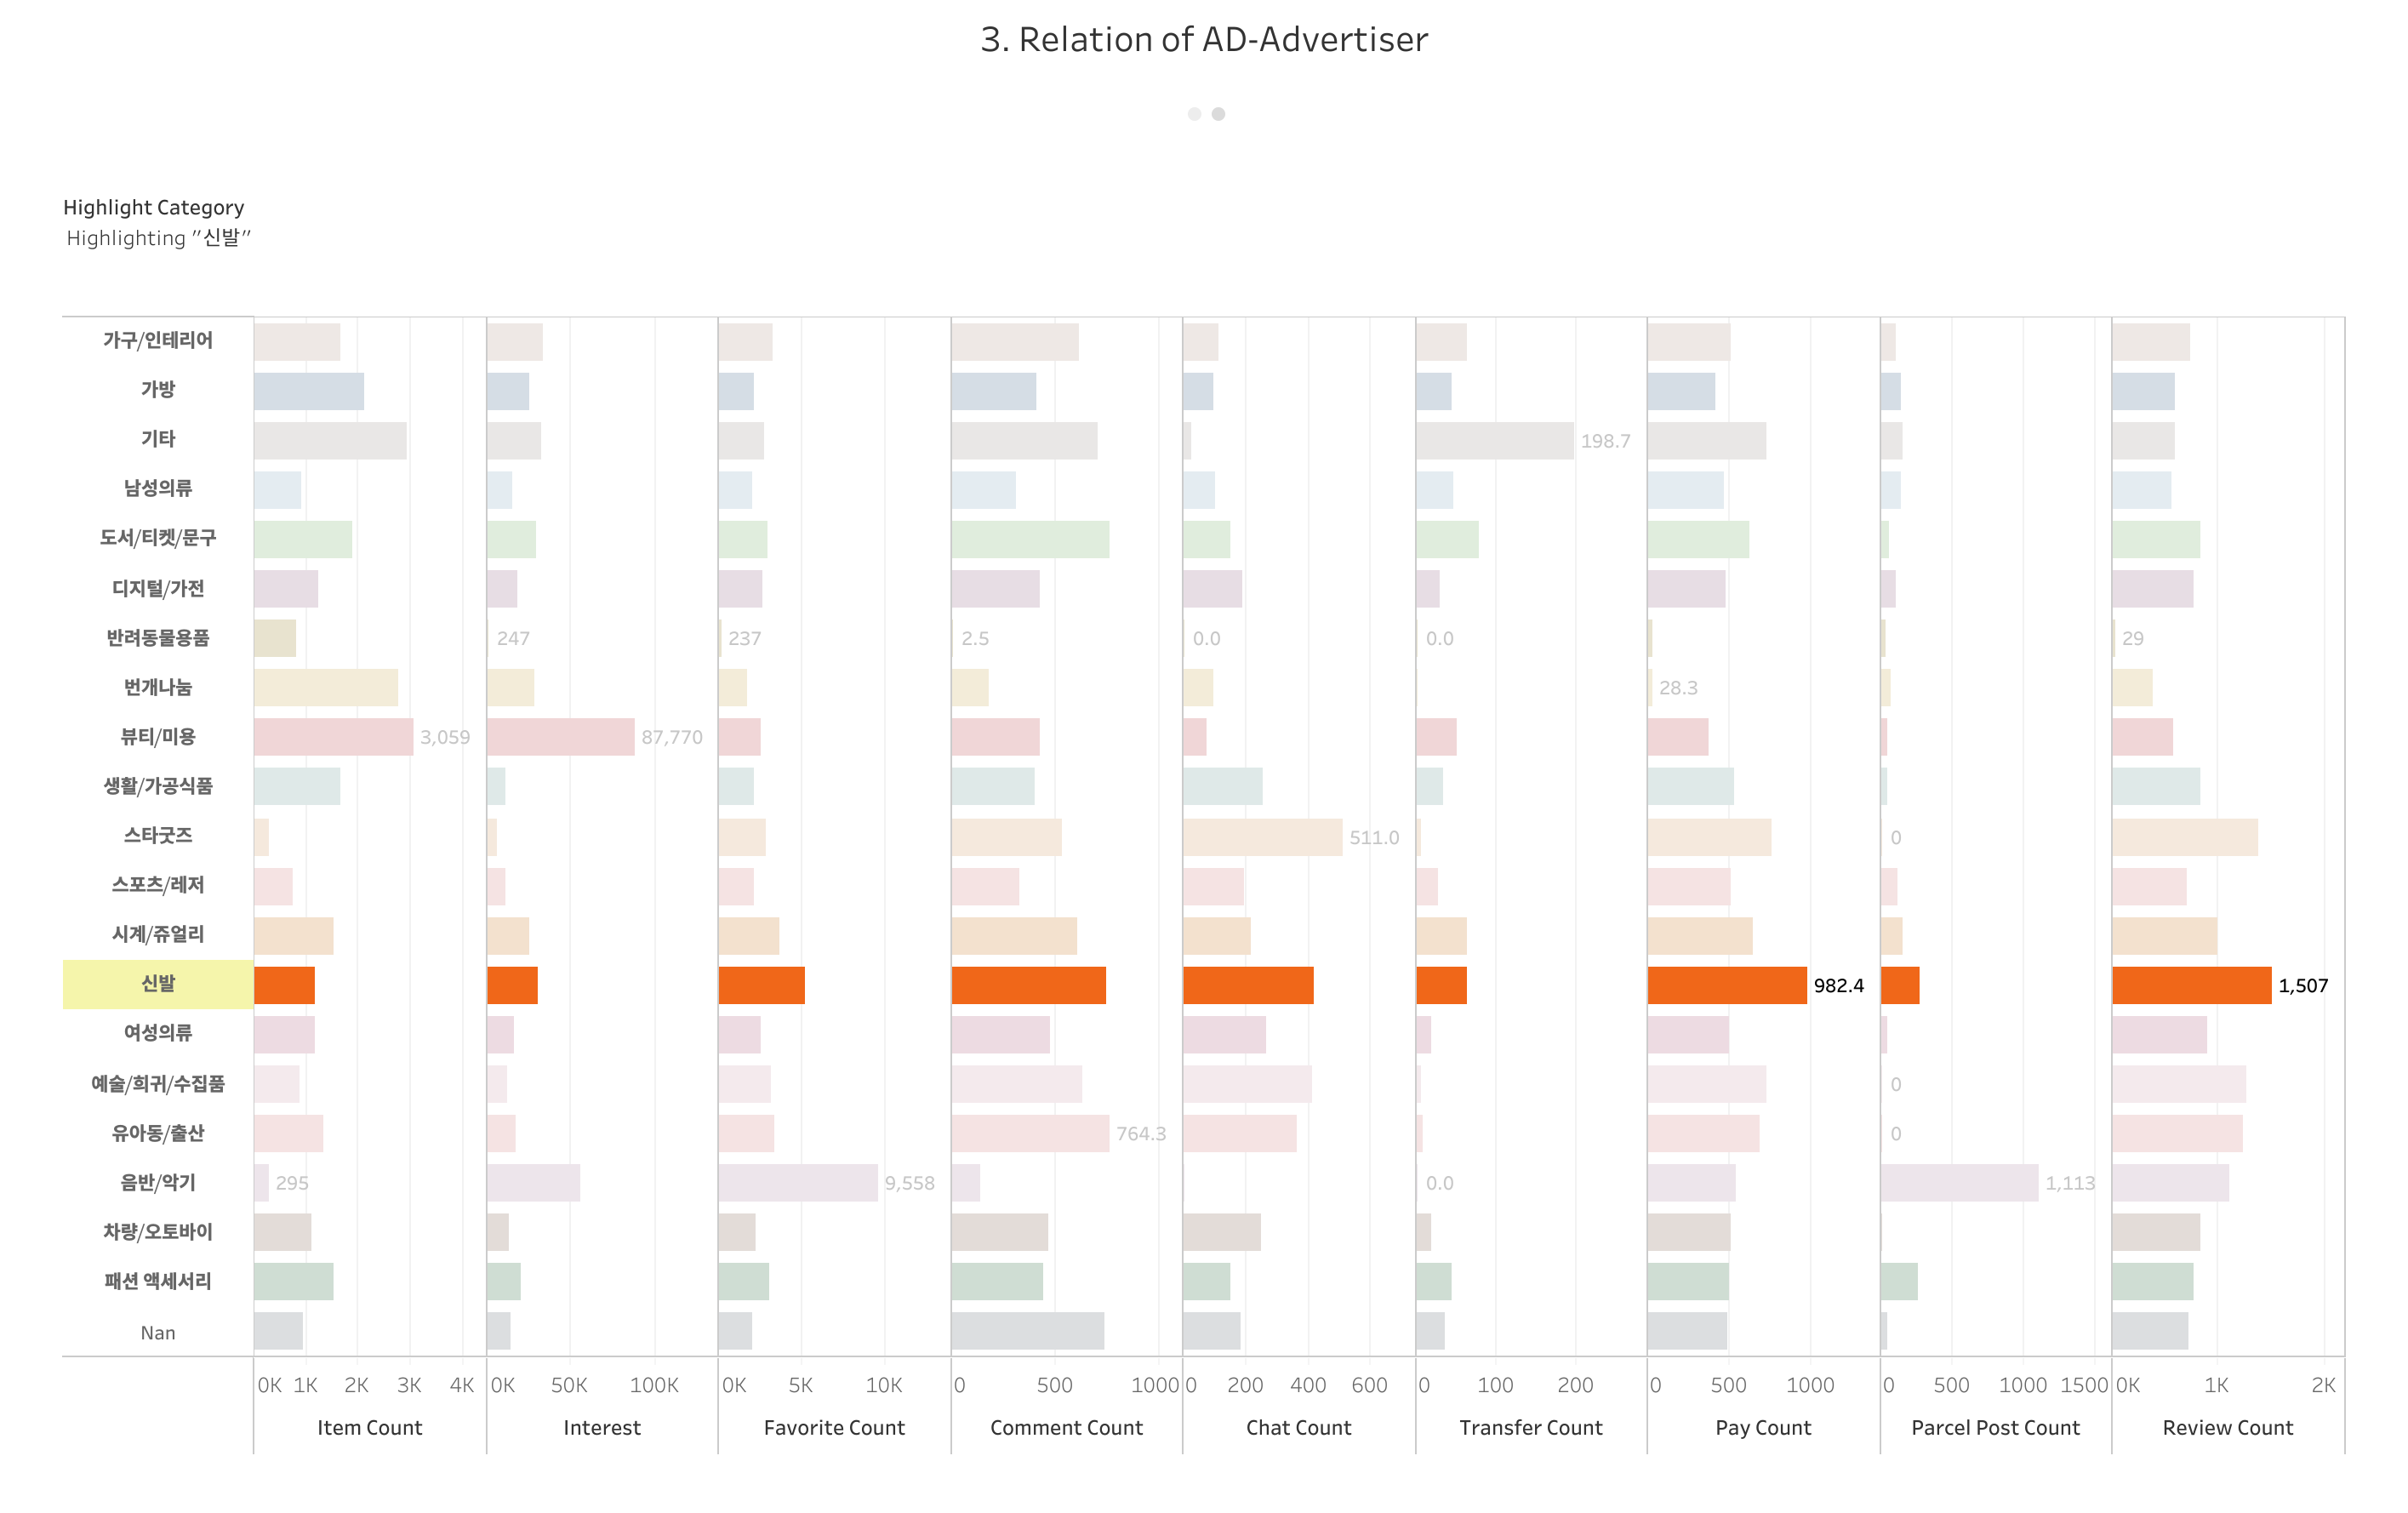 3. Relation of AD-Advertiser
Highlight Category
Highlighting "신발"
가구/인테리어
가방
기타 198.7
남성의류
도서/티켓/문구
디지털/가전
반려동물용품 247 237 2.5 0.0 0.0 29
번개나눔 28.3
뷰티/미용 3,059 87,770
생활/가공식품
스타굿즈 511.0 0
스포츠/레저
시계/쥬얼리
신발 982.4 1,507
여성의류
예술/희귀/수집품 0
유아동/출산 764.3 0
음반/악기 295 9,558 0.0 1,113
차량/오토바이
패션 액세서리
Nan
0K 1K 2K 3K 4K 0K 50K 100K 0K 5K 10K 0 500 1000 0 200 400 600 0 100 200 0 500 1000 0 500 1000 1500 0K 1K 2K
Item Count Interest Favorite Count Comment Count Chat Count Transfer Count Pay Count Parcel Post Count Review Count